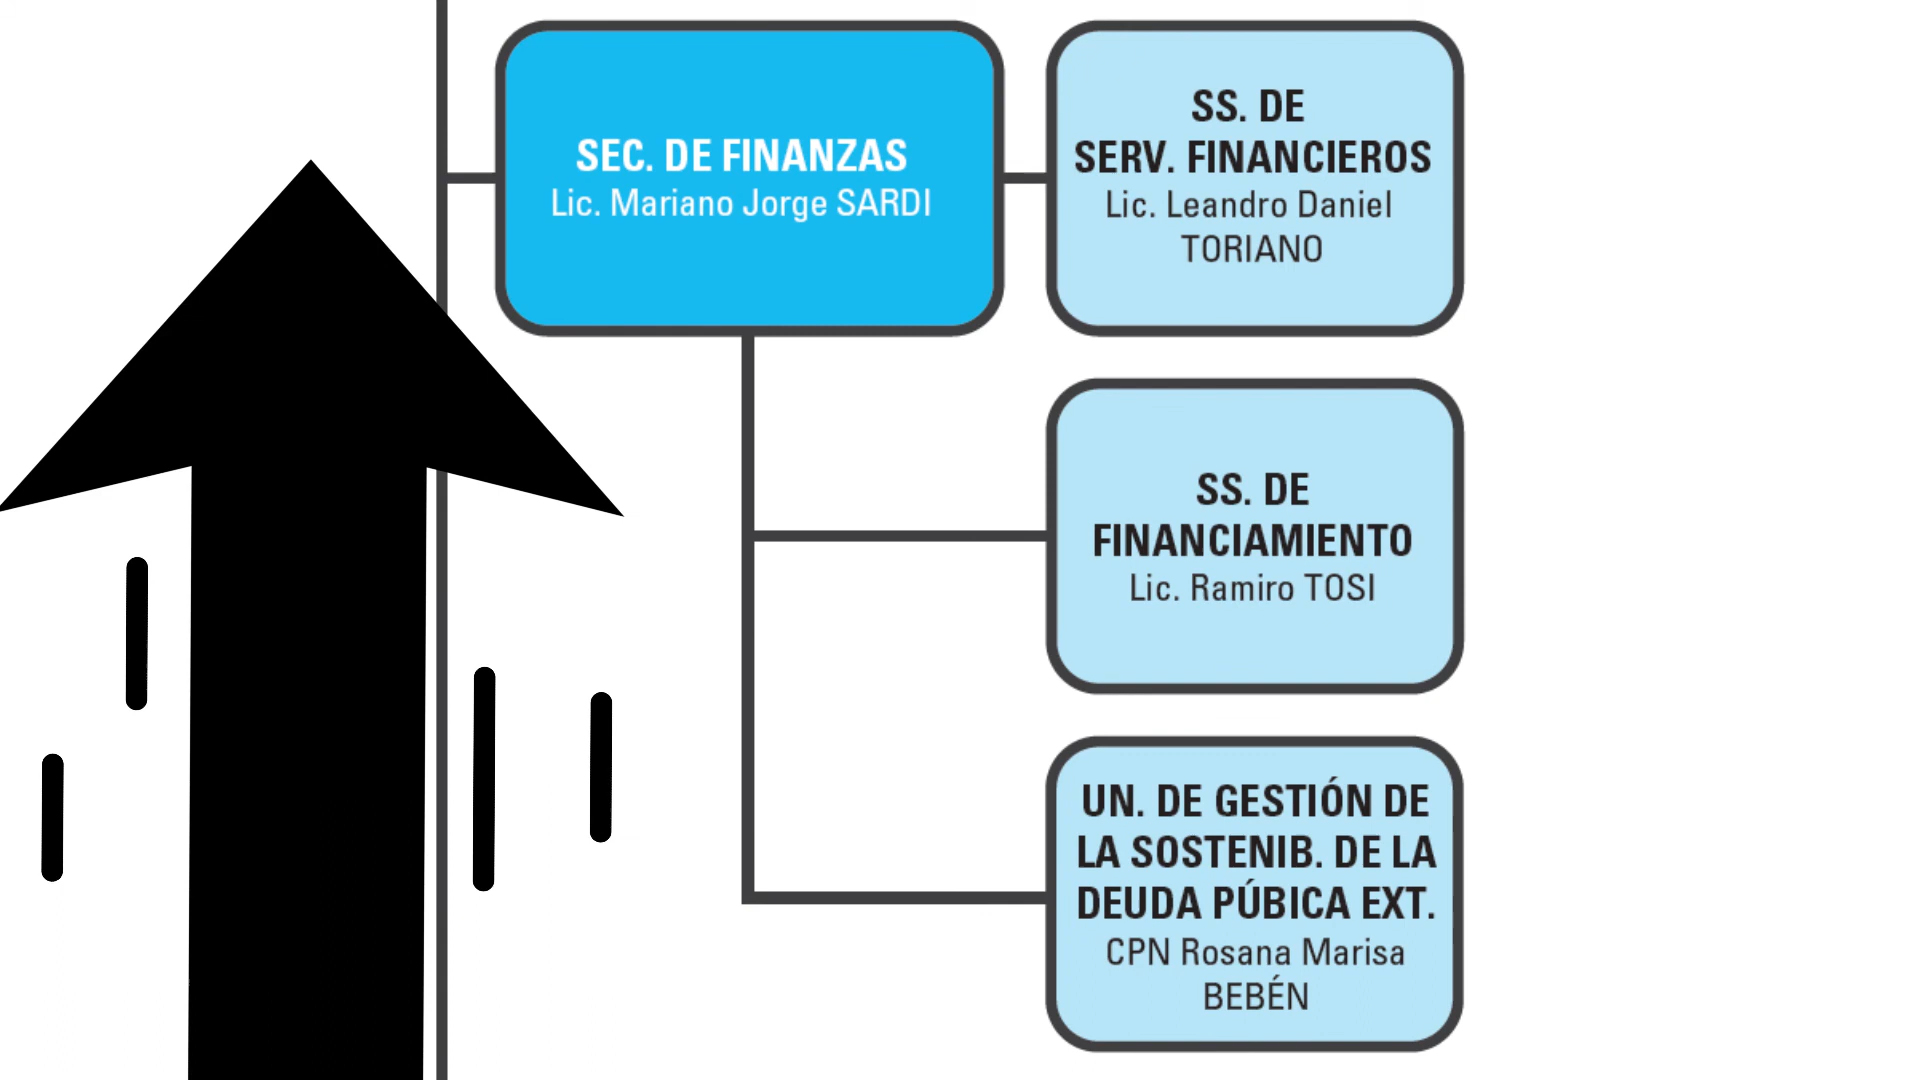 SEC. DE FINANZAS
Lic. Mariano Jorge SARDI
SS. DE
SERV. FINANCIEROS
Lic. Leandro Daniel
TORIANO
SS. DE
FINANCIAMIENTO
Lic. Ramiro TOSI
UN. DE GESTIÓN DE
LA SOSTENIB. DE LA
DEUDA PÚBICA EXT.
CPN Rosana Marisa
BEBÉN